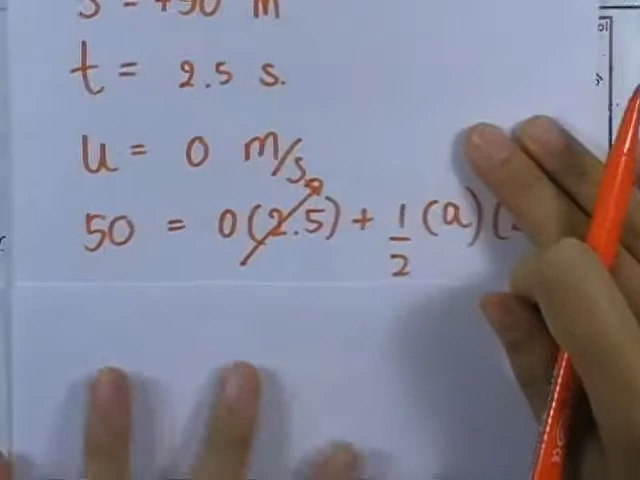 t = 2.5 s.
u = 0 m/s
50 = 0(2.5) + 1/2 (a)(